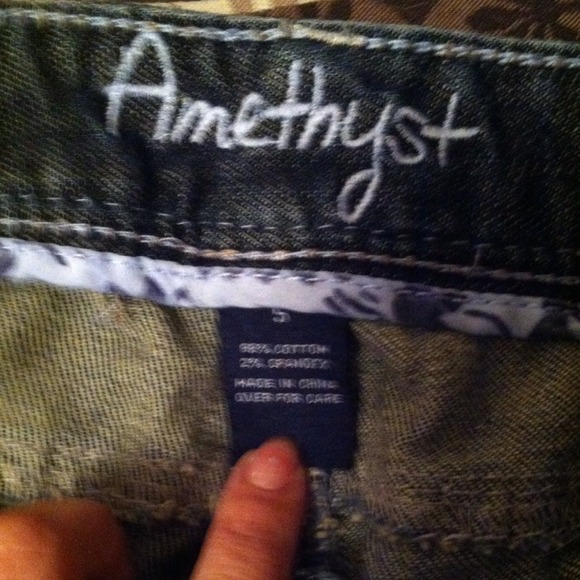 Amethyst
5
98% COTTON
2% SPANDEX
MADE IN CHINA
OVER FOR CARE